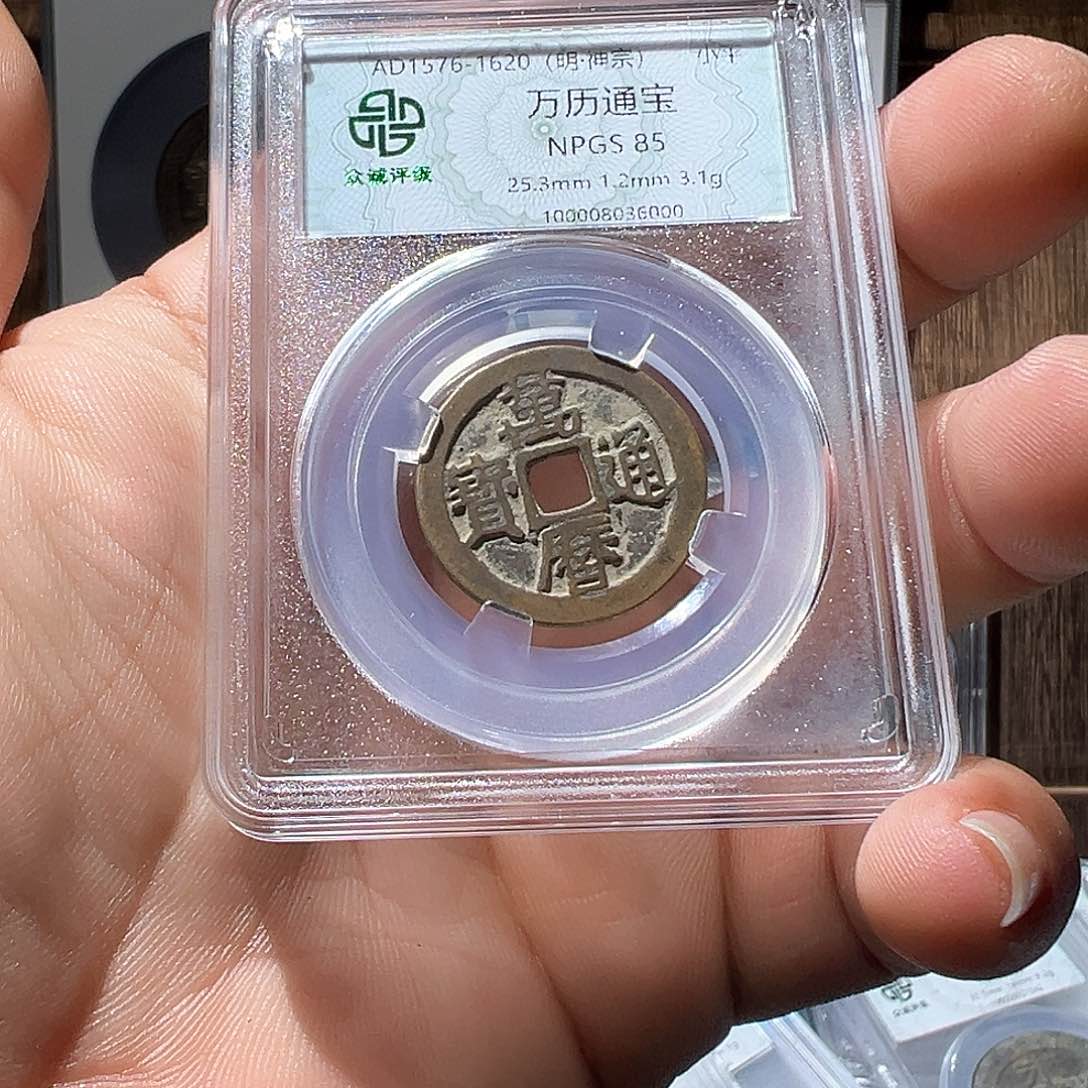 AD1576-1620（明·神宗） 小平
万历通宝
NPGS 85
众诚评级
25.3mm 1.2mm 3.1g
100008036000
萬
寶 通
曆